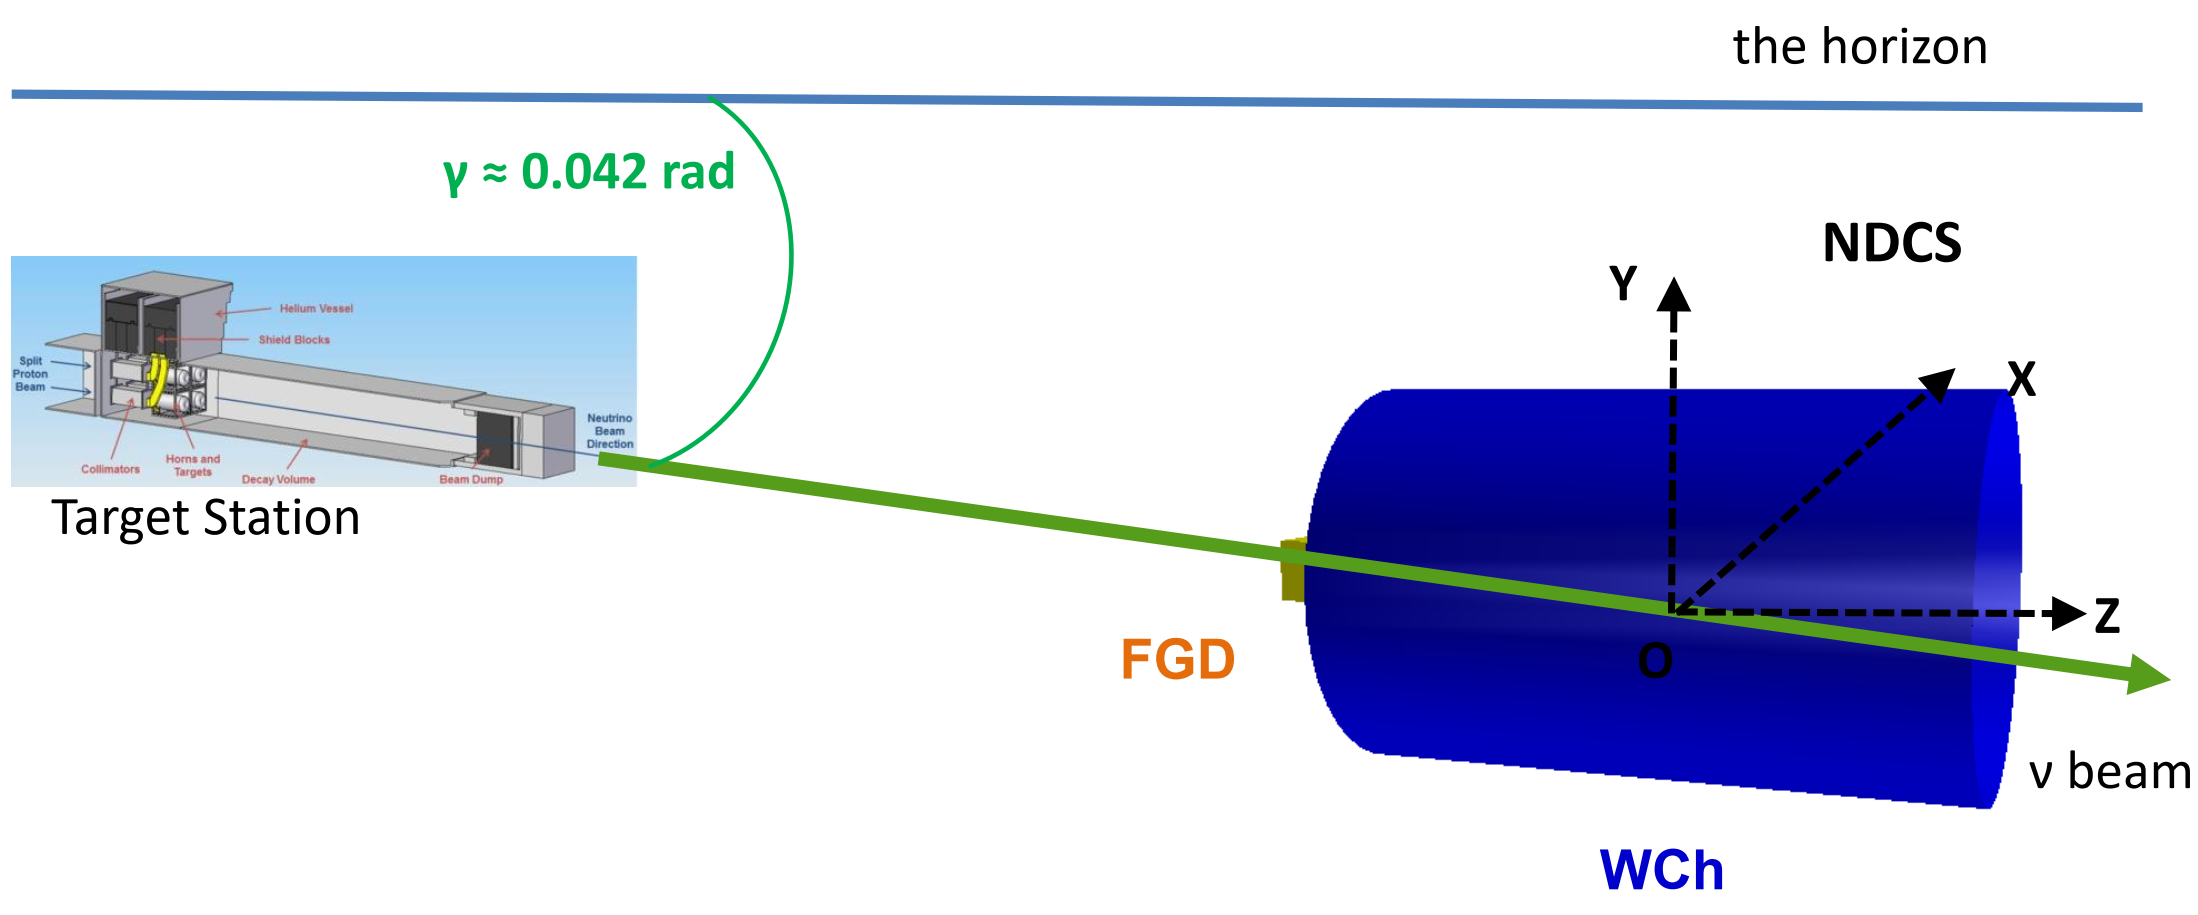 the horizon
γ ≈ 0.042 rad
NDCS
Y
X
Helium Vessel
Shield Blocks
Split
Proton
Beam
Neutrino
Beam
Direction
Collimators
Horns and
Targets
Decay Volume
Beam Dump
Target Station
Z
O
FGD
ν beam
WCh